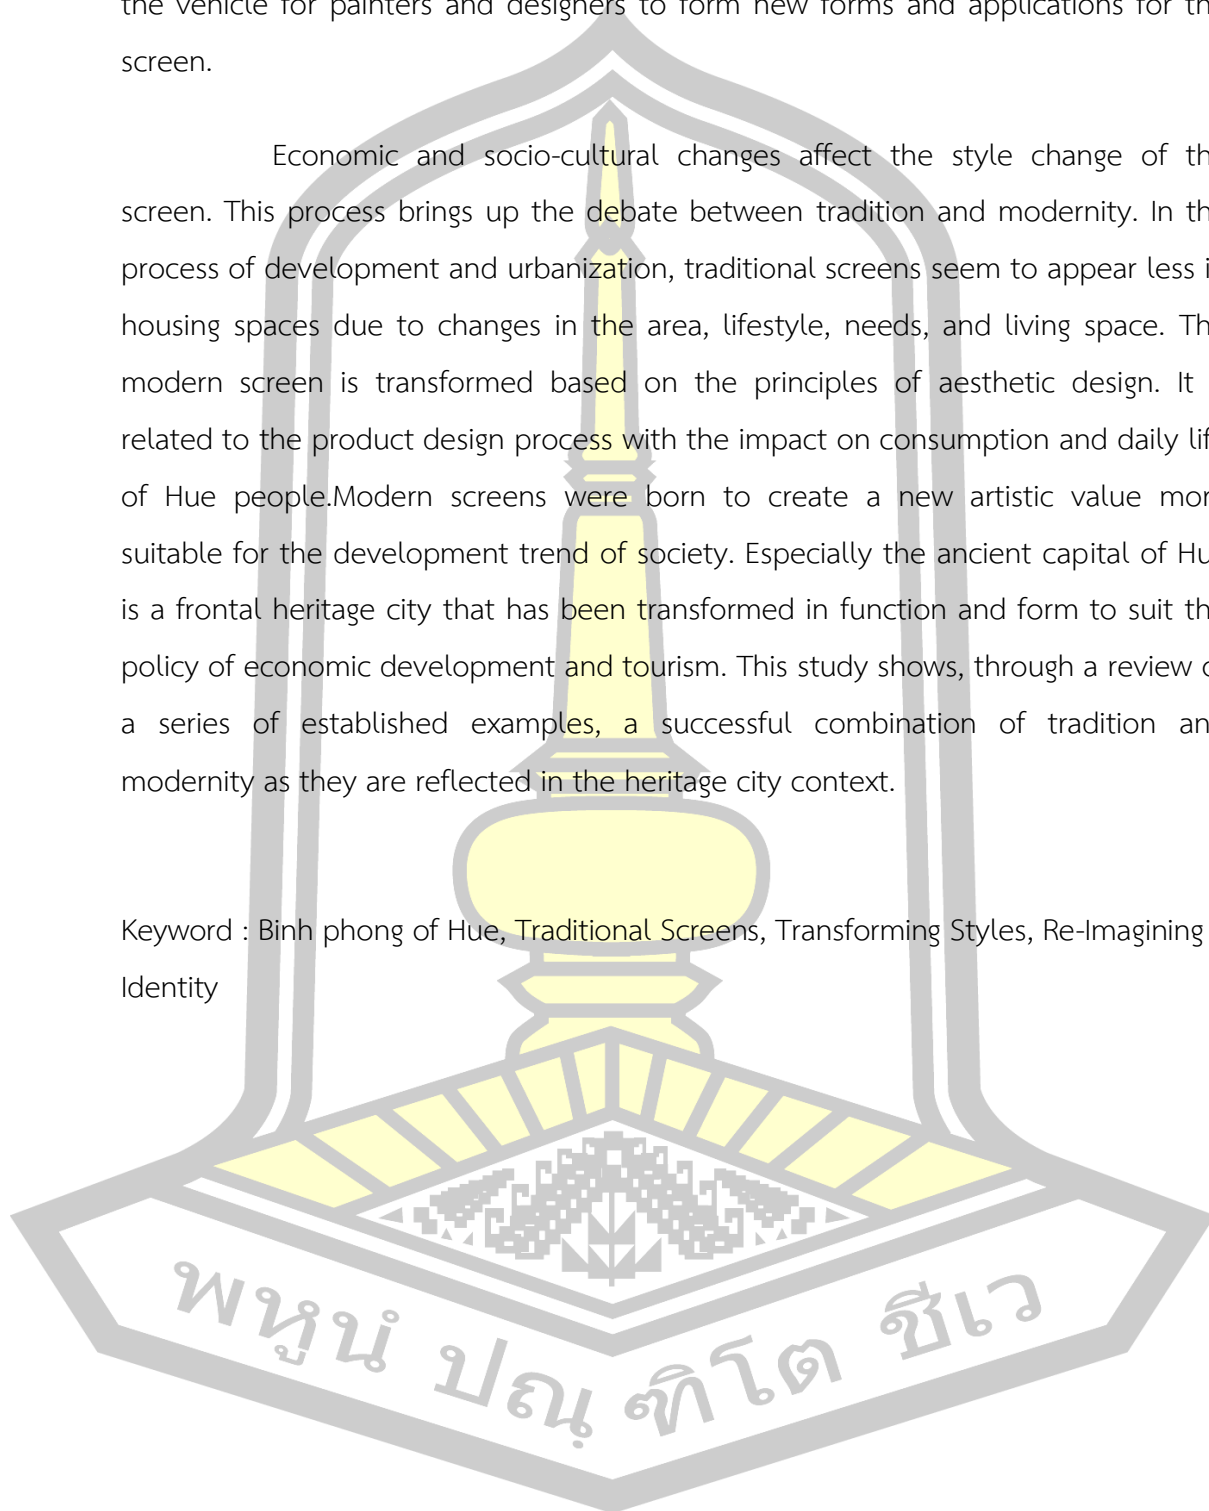 the vehicle for painters and designers to form new forms and applications for th
screen.
Economic and socio-cultural changes affect the style change of th
screen. This process brings up the debate between tradition and modernity. In th
process of development and urbanization, traditional screens seem to appear less i
housing spaces due to changes in the area, lifestyle, needs, and living space. Th
modern screen is transformed based on the principles of aesthetic design. It
related to the product design process with the impact on consumption and daily lif
of Hue people.Modern screens were born to create a new artistic value mor
suitable for the development trend of society. Especially the ancient capital of Hu
is a frontal heritage city that has been transformed in function and form to suit th
policy of economic development and tourism. This study shows, through a review o
a series of established examples, a successful combination of tradition an
modernity as they are reflected in the heritage city context.
Keyword : Binh phong of Hue, Traditional Screens, Transforming Styles, Re-Imagining
Identity
พหูนํ ปณฺฑิโต ชีเว